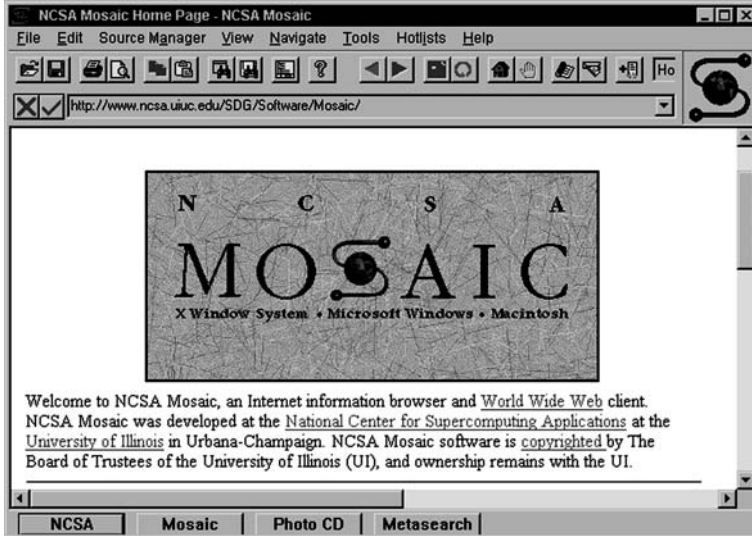 NCSA Mosaic Home Page - NCSA Mosaic
File Edit Source Manager View Navigate Tools Hotlists Help
Ho
http://www.ncsa.uiuc.edu/SDG/Software/Mosaic/
N C S A
MOSAIC
X Window System • Microsoft Windows • Macintosh
Welcome to NCSA Mosaic, an Internet information browser and World Wide Web client.
NCSA Mosaic was developed at the National Center for Supercomputing Applications at the
University of Illinois in Urbana-Champaign. NCSA Mosaic software is copyrighted by The
Board of Trustees of the University of Illinois (UI), and ownership remains with the UI.
NCSA Mosaic Photo CD Metasearch